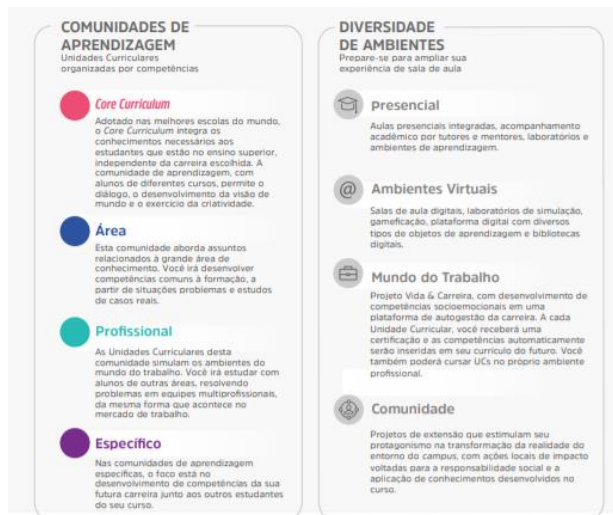 COMUNIDADES DE
APRENDIZAGEM
Unidades Curriculares
organizadas por competências
Core Curriculum
Adotado nas melhores escolas do mundo,
o Core Curriculum integra os
conhecimentos necessários aos
estudantes que estão no ensino superior,
independente da carreira escolhida. A
comunidade de aprendizagem, com
alunos de diferentes cursos, permite o
diálogo, o desenvolvimento da visão de
mundo e o exercício da criatividade.
Área
Esta comunidade aborda assuntos
relacionados à grande área de
conhecimento. Você irá desenvolver
competências comuns à formação, a
partir de situações problemas e estudos
de casos reais.
Profissional
As Unidades Curriculares desta
comunidade simulam os ambientes do
mundo do trabalho. Você irá estudar com
alunos de outras áreas, resolvendo
problemas em equipes multiprofissionais,
da mesma forma que acontece no
mercado de trabalho.
Específico
Nas comunidades de aprendizagem
específicas, o foco está no
desenvolvimento de competências da sua
futura carreira junto aos outros estudantes
do seu curso.
DIVERSIDADE
DE AMBIENTES
Prepare-se para ampliar sua
experiência de sala de aula
Presencial
Aulas presenciais integradas, acompanhamento
acadêmico por tutores e mentores, laboratórios e
ambientes de aprendizagem.
@
Ambientes Virtuais
Salas de aula digitais, laboratórios de simulação,
gameficação, plataforma digital com diversos
tipos de objetos de aprendizagem e bibliotecas
digitais.
Mundo do Trabalho
Projeto Vida & Carreira, com desenvolvimento de
competências socioemocionais em uma
plataforma de autogestão da carreira. A cada
Unidade Curricular, você receberá uma
certificação e as competências automaticamente
serão inseridas em seu currículo do futuro. Você
também poderá cursar UCs no próprio ambiente
profissional.
Comunidade
Projetos de extensão que estimulam seu
protagonismo na transformação da realidade do
entorno do campus, com ações locais de impacto
voltadas para a responsabilidade social e a
aplicação de conhecimentos desenvolvidos no
curso.